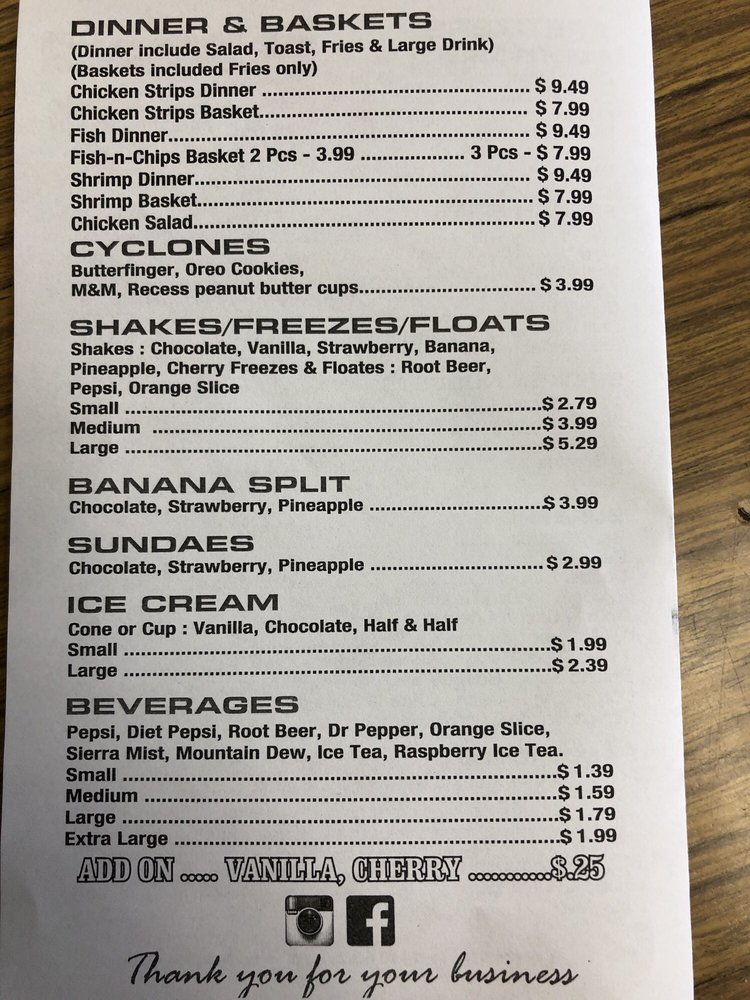 DINNER & BASKETS
(Dinner include Salad, Toast, Fries & Large Drink)
(Baskets included Fries only)
Chicken Strips Dinner ................................................ $ 9.49
Chicken Strips Basket................................................ $ 7.99
Fish Dinner................................................................ $ 9.49
Fish-n-Chips Basket 2 Pcs - 3.99 ................... 3 Pcs - $ 7.99
Shrimp Dinner........................................................... $ 9.49
Shrimp Basket........................................................... $ 7.99
Chicken Salad............................................................ $ 7.99
CYCLONES
Butterfinger, Oreo Cookies,
M&M, Recess peanut butter cups............................... $ 3.99
SHAKES/FREEZES/FLOATS
Shakes : Chocolate, Vanilla, Strawberry, Banana,
Pineapple, Cherry Freezes & Floates : Root Beer,
Pepsi, Orange Slice
Small .........................................................................$ 2.79
Medium ....................................................................$ 3.99
Large .........................................................................$ 5.29
BANANA SPLIT
Chocolate, Strawberry, Pineapple ...............................$ 3.99
SUNDAES
Chocolate, Strawberry, Pineapple ...............................$ 2.99
ICE CREAM
Cone or Cup : Vanilla, Chocolate, Half & Half
Small ...........................................................................$ 1.99
Large ...........................................................................$ 2.39
BEVERAGES
Pepsi, Diet Pepsi, Root Beer, Dr Pepper, Orange Slice,
Sierra Mist, Mountain Dew, Ice Tea, Raspberry Ice Tea.
Small ............................................................................$ 1.39
Medium ........................................................................$ 1.59
Large ............................................................................$ 1.79
Extra Large ...................................................................$ 1.99
ADD ON ..... VANILLA, CHERRY ............$.25
f
Thank you for your business